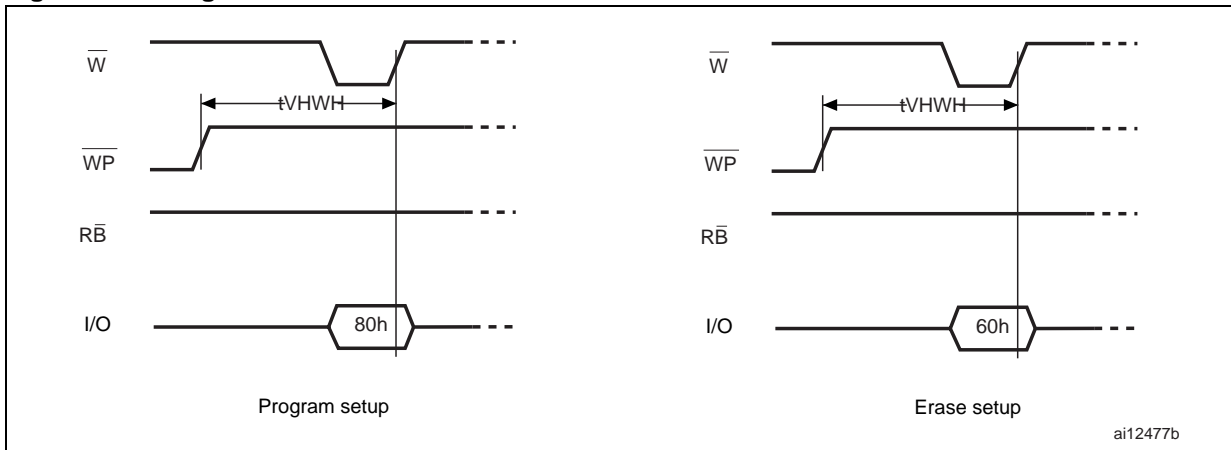 W
tVHWH
WP
RB
I/O
80h
Program setup
W
tVHWH
WP
RB
I/O
60h
Erase setup
ai12477b